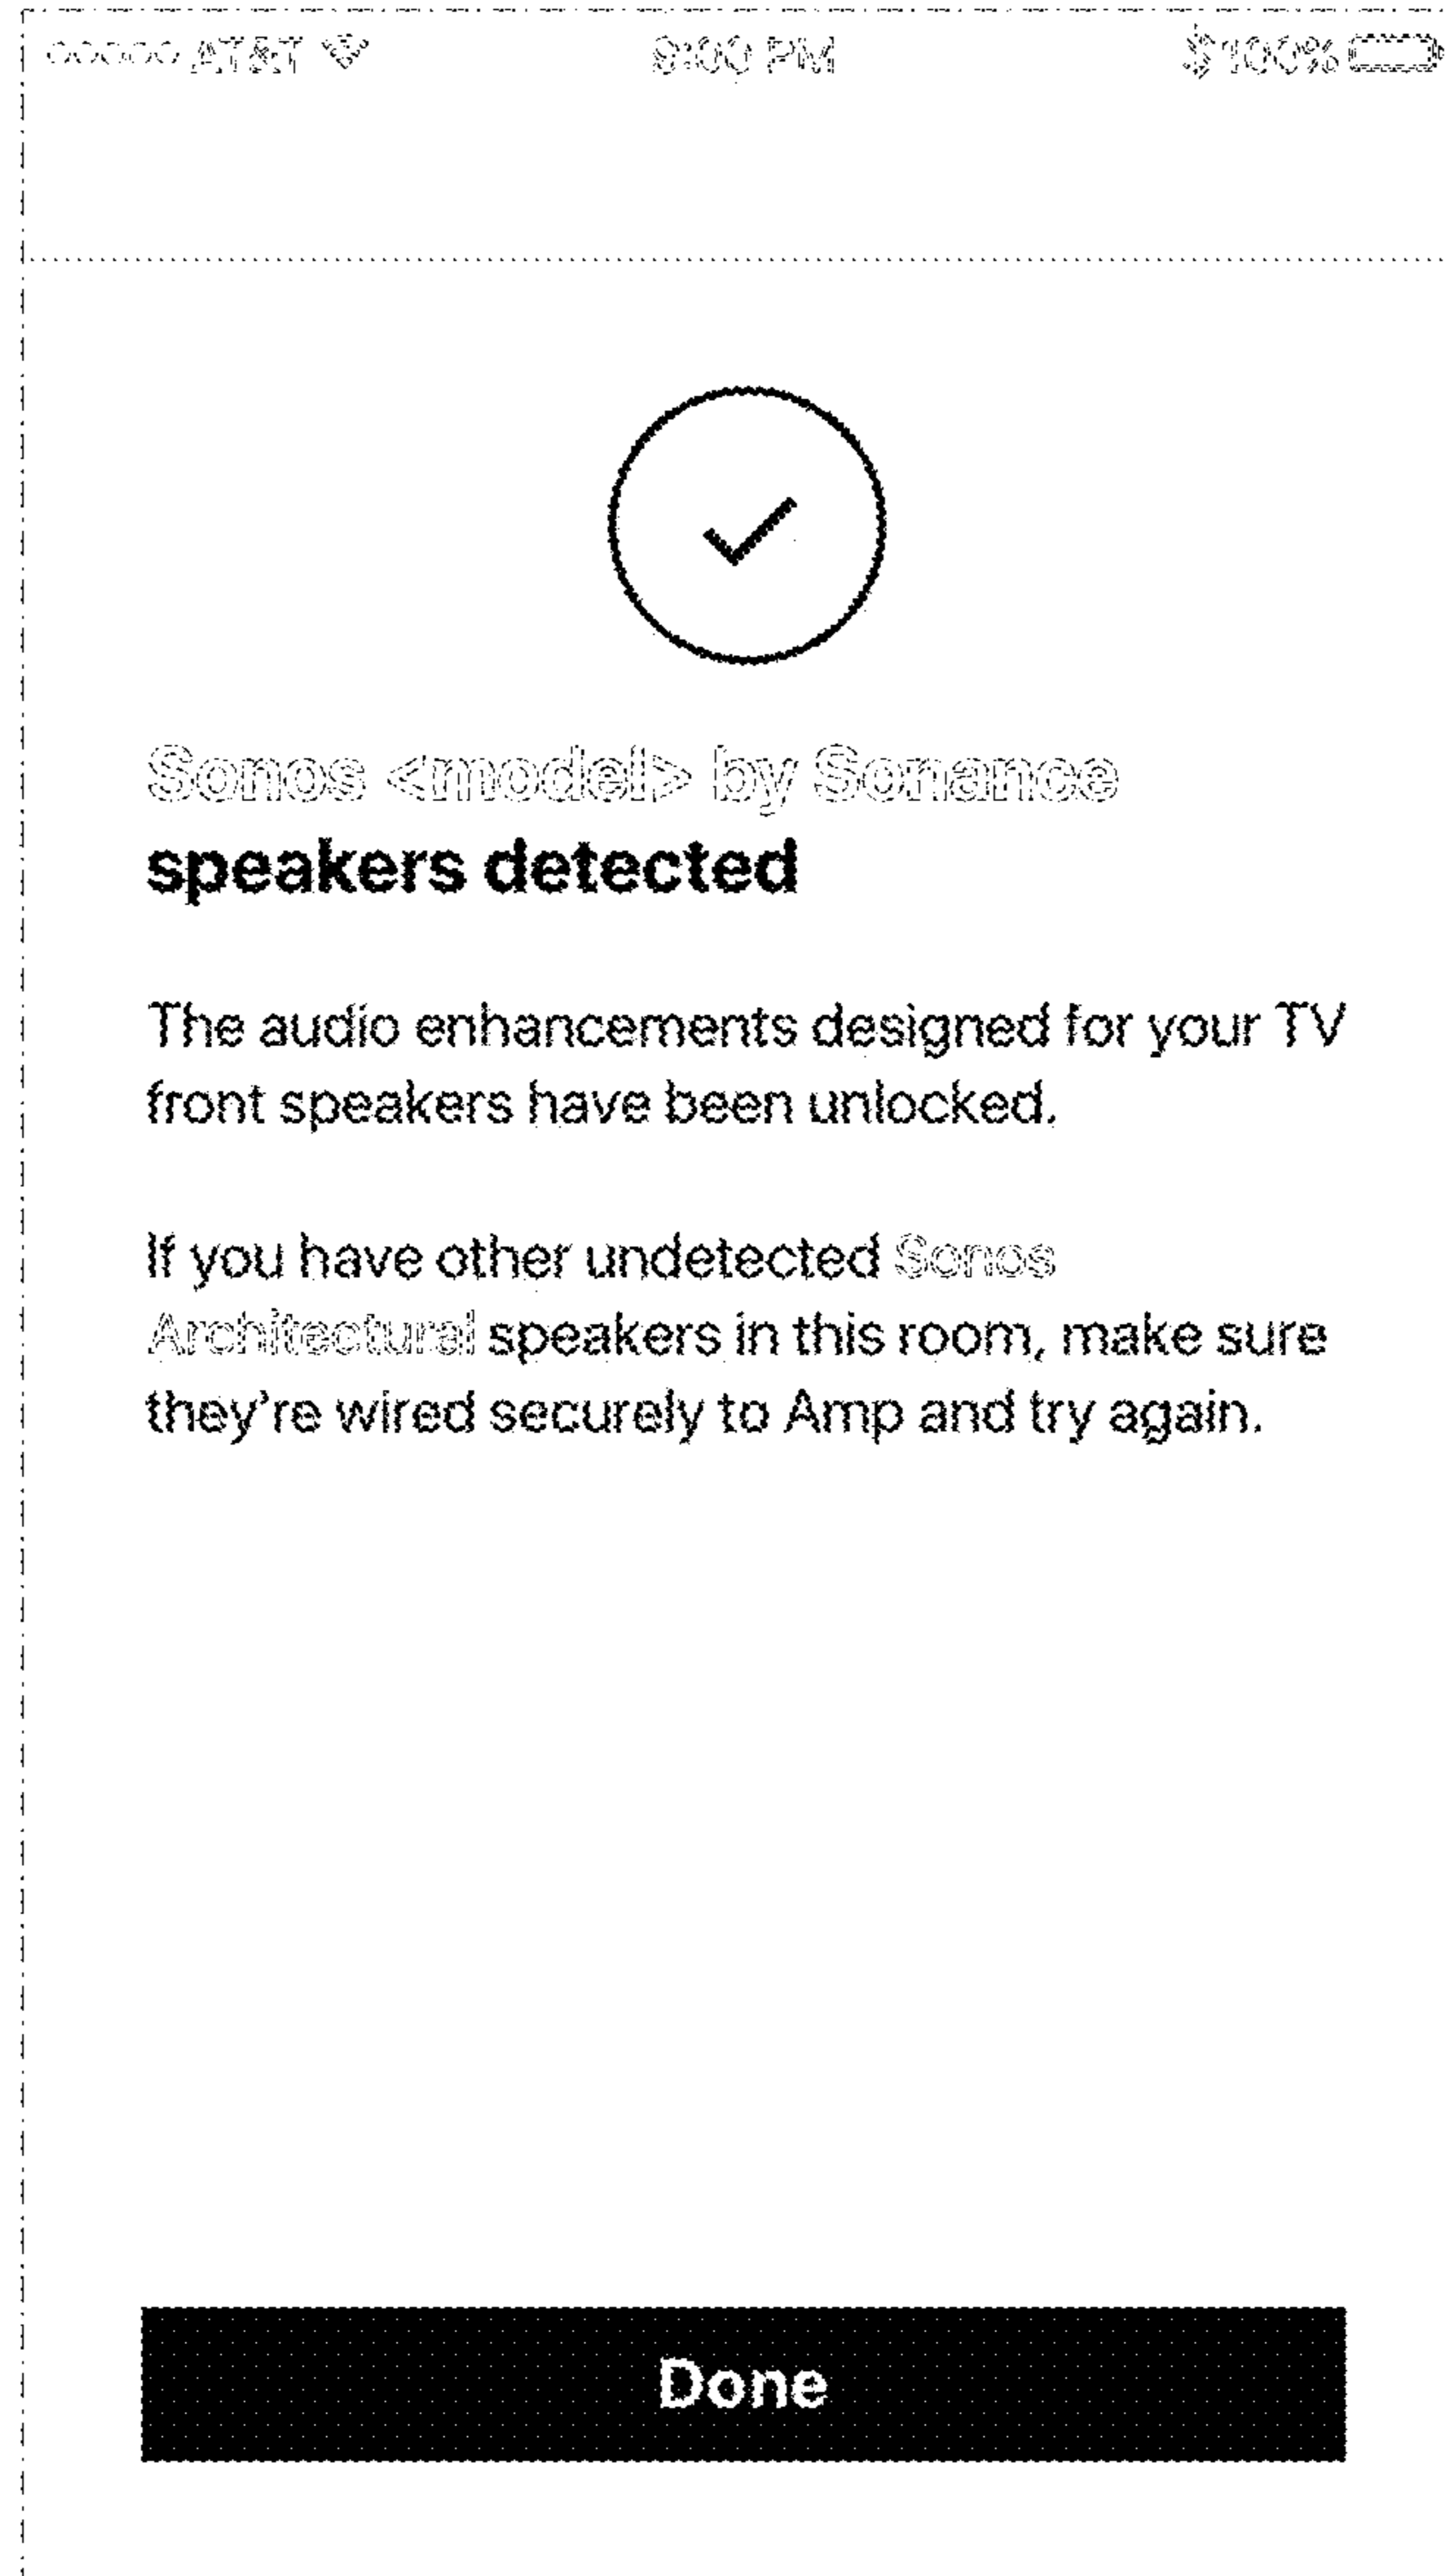 AT&T 9:00 PM 100%
Sonos <model> by Sonance
speakers detected
The audio enhancements designed for your TV
front speakers have been unlocked.
If you have other undetected Sonos
Architectural speakers in this room, make sure
they're wired securely to Amp and try again.
Done